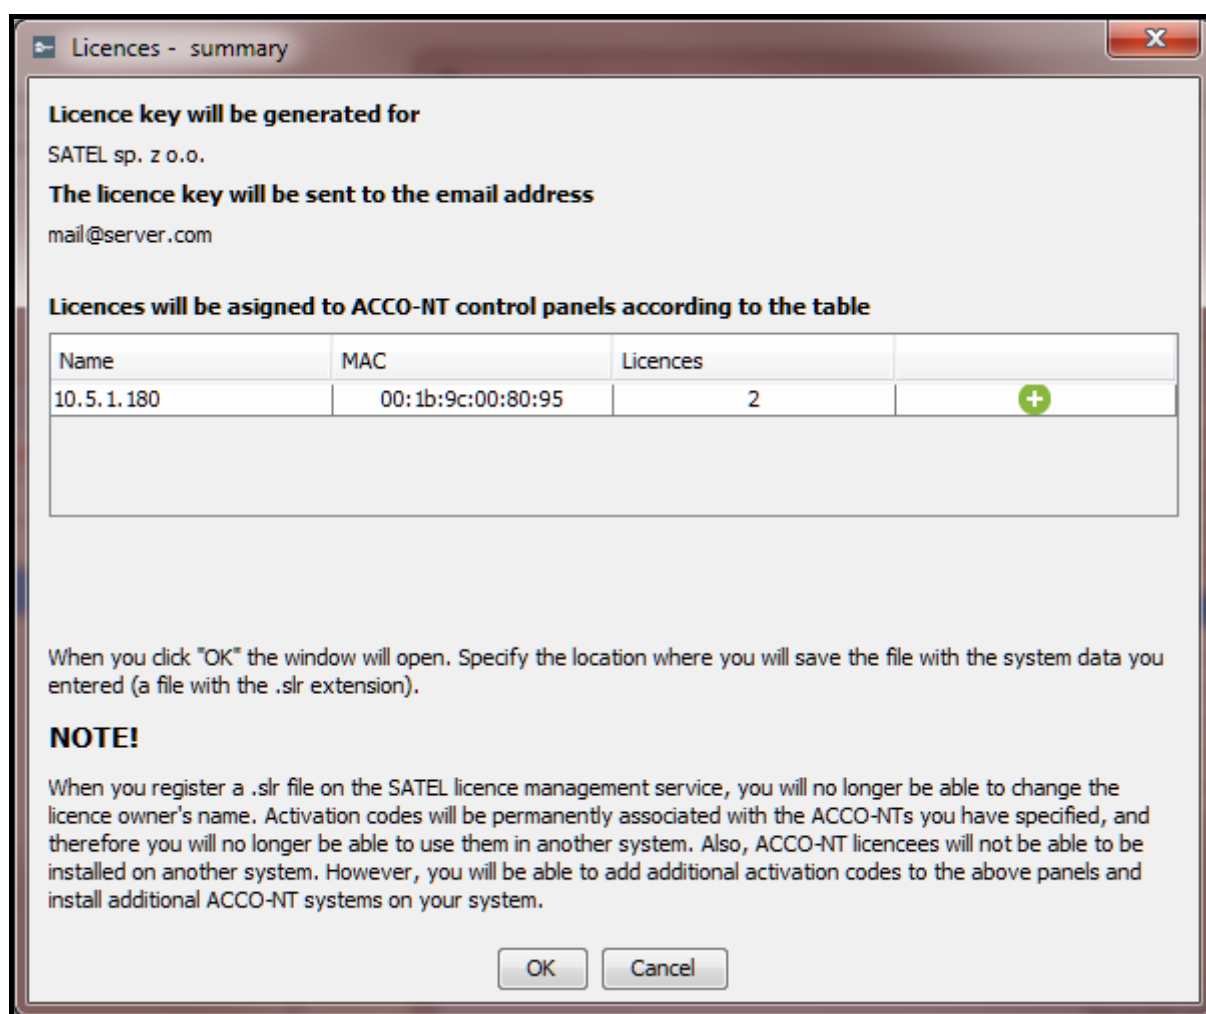 Licences - summary
Licence key will be generated for
SATEL sp. z o.o.
The licence key will be sent to the email address
mail@server.com
Licences will be asigned to ACCO-NT control panels according to the table
Name MAC Licences
10.5.1.180 00:1b:9c:00:80:95 2
When you click "OK" the window will open. Specify the location where you will save the file with the system data you
entered (a file with the .slr extension).
NOTE!
When you register a .slr file on the SATEL licence management service, you will no longer be able to change the
licence owner's name. Activation codes will be permanently associated with the ACCO-NTs you have specified, and
therefore you will no longer be able to use them in another system. Also, ACCO-NT licencees will not be able to be
installed on another system. However, you will be able to add additional activation codes to the above panels and
install additional ACCO-NT systems on your system.
OK Cancel